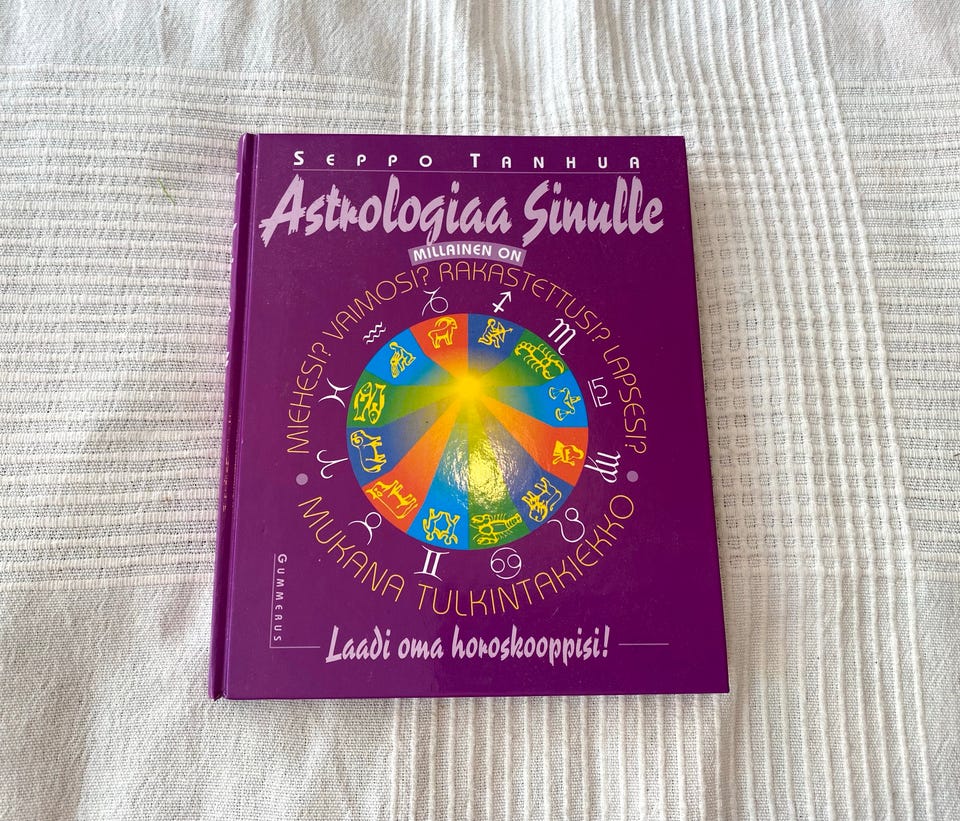 SEPPO TANHUA
Astrologiaa Sinulle
MILLAINEN ON
MIEHESI? VAIMOSI? RAKASTETTUSI? LAPSESI?
• MUKANA TULKINTAKIEKKO •
GUMMERUS
Laadi oma horoskooppisi!